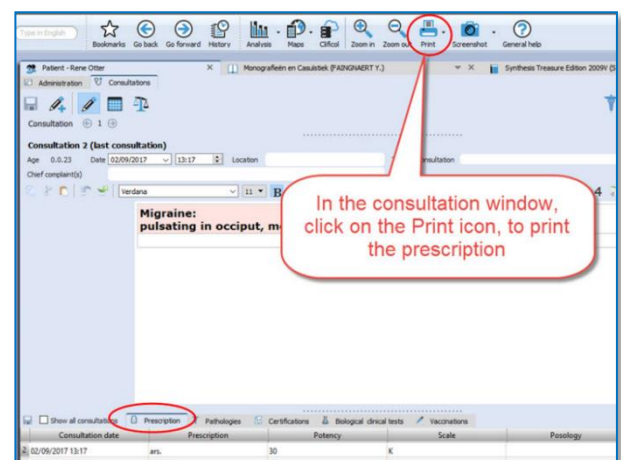 Type in English
Bookmarks Go back Go forward History Analysis Maps Clificol Zoom in Zoom out Print Screenshot General help
Patient - Rene Otter Monografieën en Casuïstiek (PAINGNAERT Y.) Synthesis Treasure Edition 2009V (S
Administration Consultations
Consultation 1
Consultation 2 (last consultation)
Age 0.0.23 Date 02/09/2017 13:17 Location
Chief complaint(s)
Verdana 11 B
Migraine:
pulsating in occiput,
In the consultation window,
click on the Print icon, to print
the prescription
Show all consultations Prescription Pathologies Certifications Biological clinical tests Vaccinations
Consultation date Prescription Potency Scale Posology
2 02/09/2017 13:17 ars. 30 K